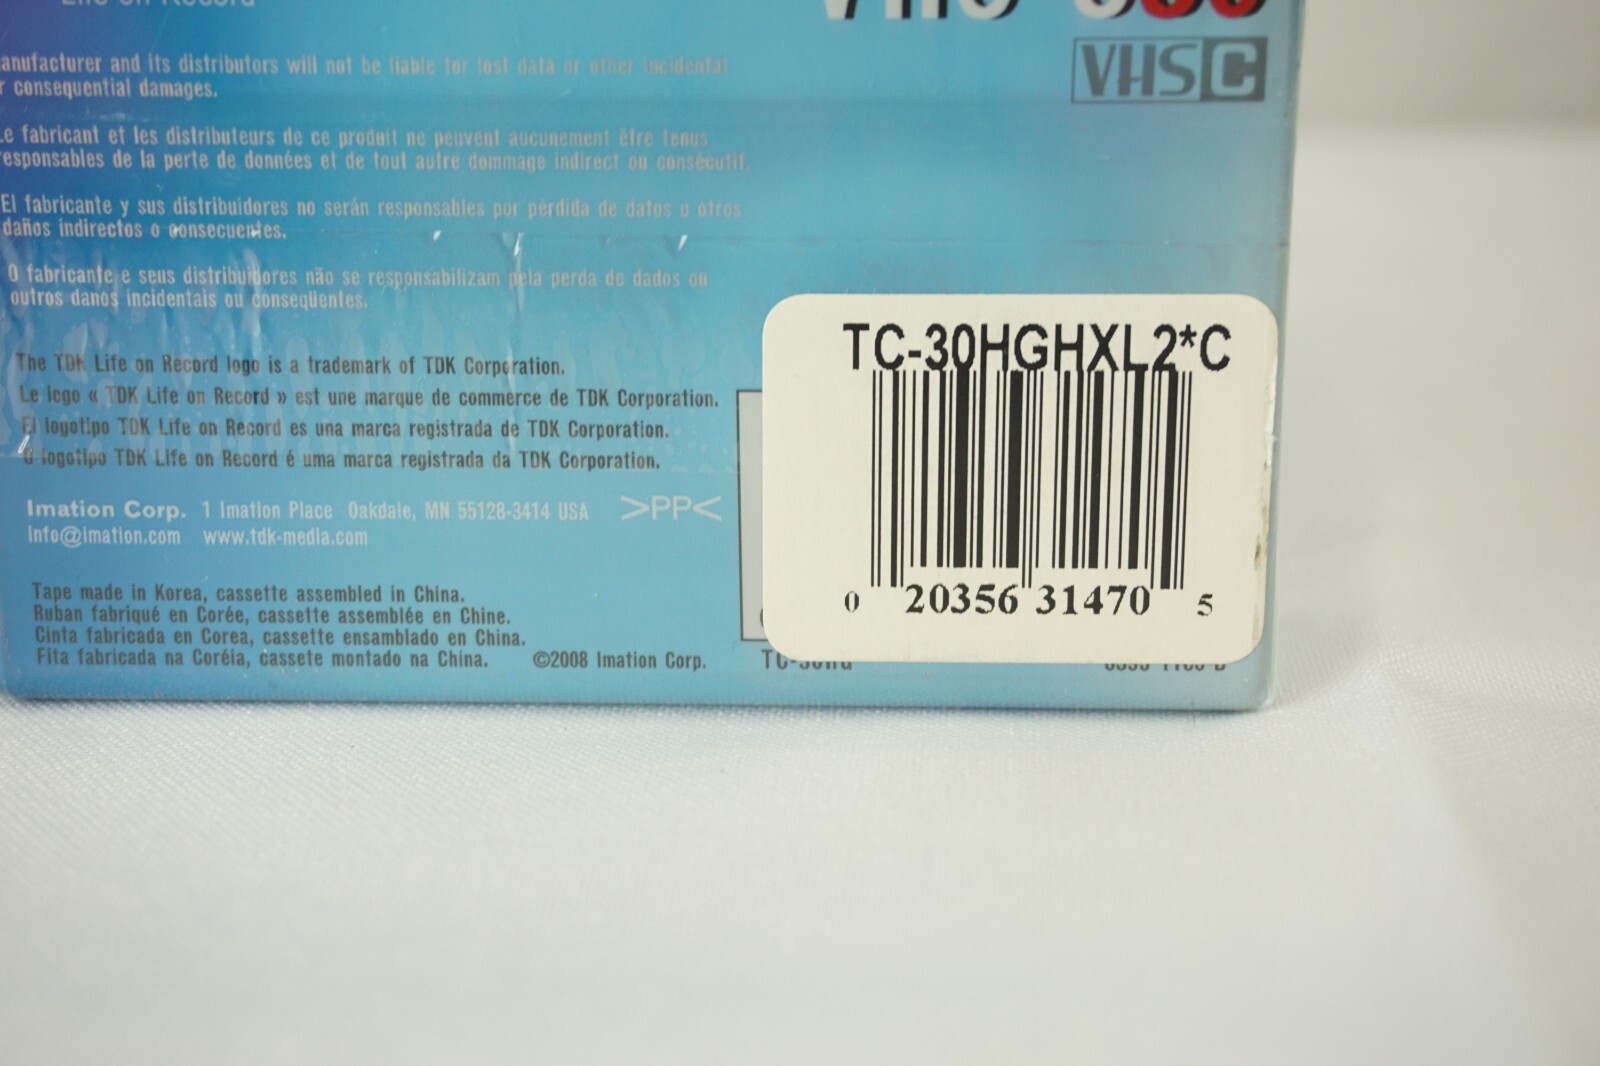 Life on Record
anufacturer and its distributors will not be liable for lost data or other incidental
r consequential damages.
Le fabricant et les distributeurs de ce produit ne peuvent aucunement être tenus
responsables de la perte de données et de tout autre dommage indirect ou consécutif.
El fabricante y sus distribuidores no serán responsables por pérdida de datos u otros
daños indirectos o consecuentes.
O fabricante e seus distribuidores não se responsabilizam pela perda de dados ou
outros danos incidentais ou conseqüentes.
The TDK Life on Record logo is a trademark of TDK Corporation.
Le logo « TDK Life on Record » est une marque de commerce de TDK Corporation.
El logotipo TDK Life on Record es una marca registrada de TDK Corporation.
O logotipo TDK Life on Record é uma marca registrada da TDK Corporation.
Imation Corp. 1 Imation Place Oakdale, MN 55128-3414 USA >PP<
info@imation.com www.tdk-media.com
Tape made in Korea, cassette assembled in China.
Ruban fabriqué en Corée, cassette assemblée en Chine.
Cinta fabricada en Corea, cassette ensamblado en China.
Fita fabricada na Coréia, cassete montado na China. ©2008 Imation Corp.
TC-30HG
VHSC
TC-30HGHXL2*C
0 20356 31470 5